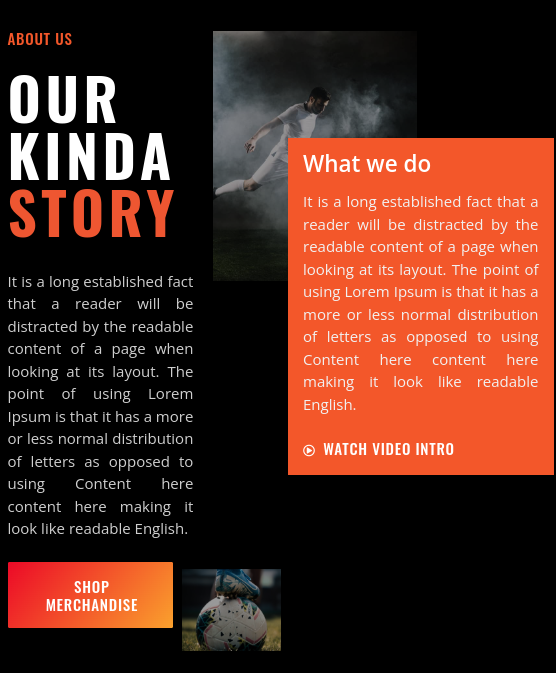 ABOUT US
OUR
KINDA
STORY
It is a long established fact
that a reader will be
distracted by the readable
content of a page when
looking at its layout. The
point of using Lorem
Ipsum is that it has a more
or less normal distribution
of letters as opposed to
using Content here
content here making it
look like readable English.
SHOP
MERCHANDISE
What we do
It is a long established fact that a
reader will be distracted by the
readable content of a page when
looking at its layout. The point of
using Lorem Ipsum is that it has a
more or less normal distribution
of letters as opposed to using
Content here content here
making it look like readable
English.
WATCH VIDEO INTRO